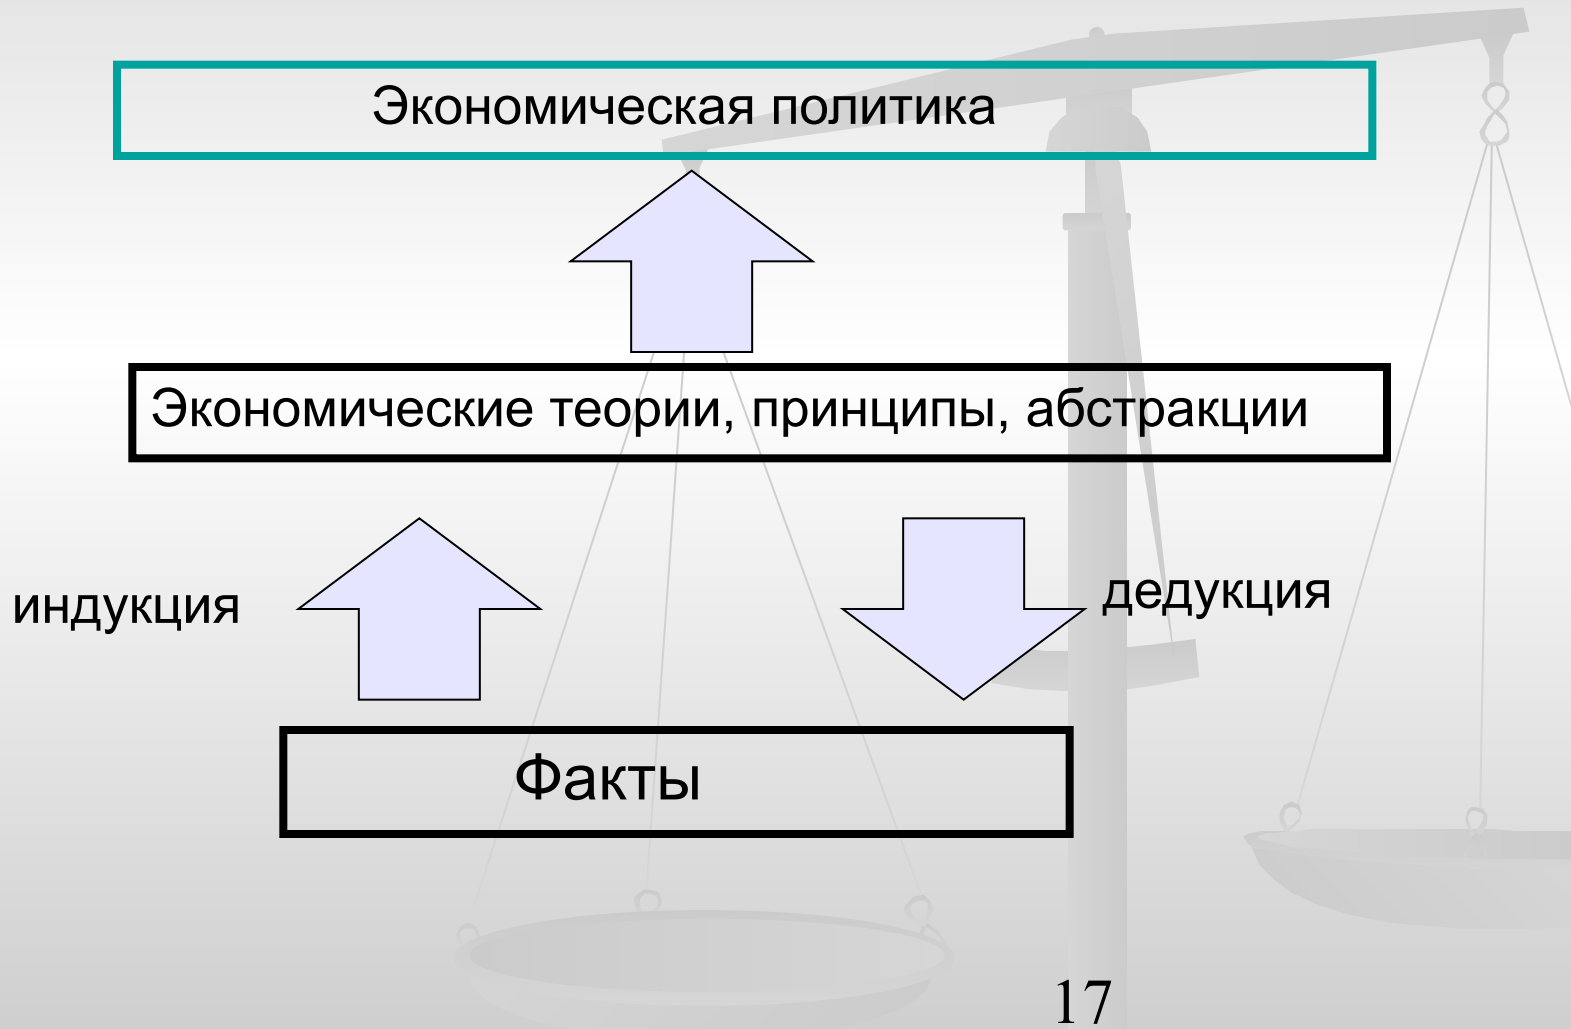 Экономическая политика
Экономические теории, принципы, абстракции
индукция
дедукция
Факты
17